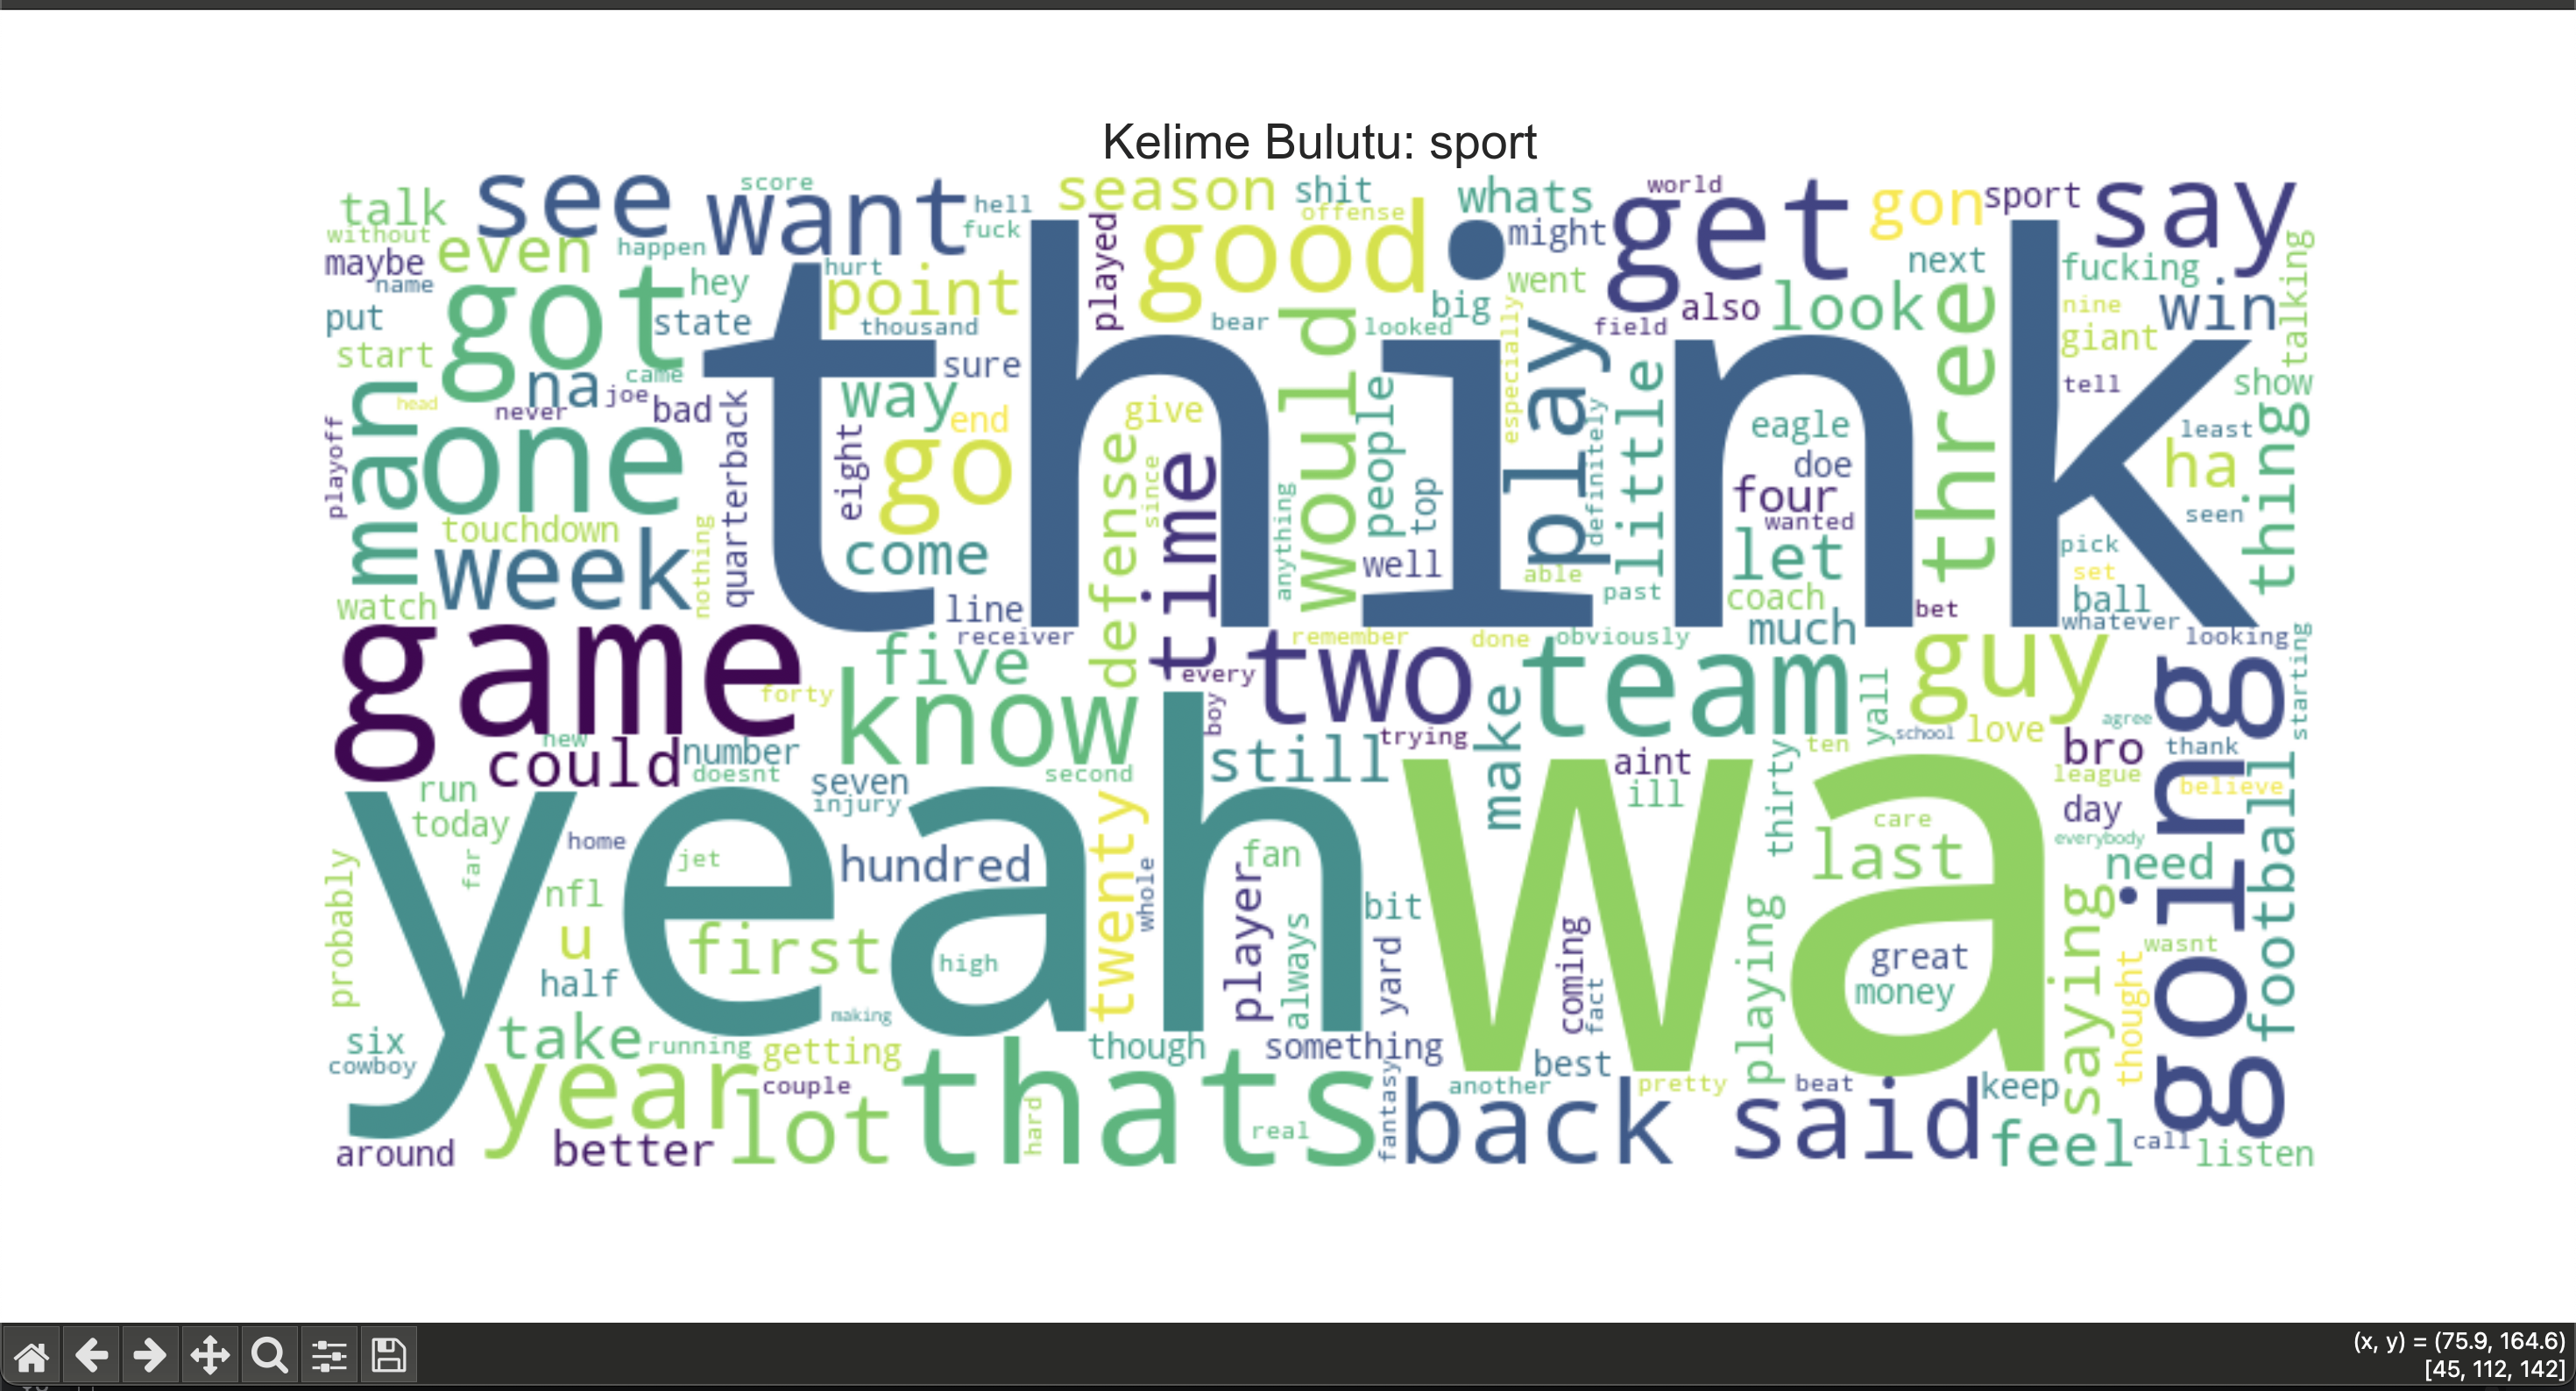 Kelime Bulutu: sport
talk
see
score
want
hell
season
shit
offense
whats
world
get
gon
sport
say
without
even
happen
fuck
played
good
might
next
fucking
talking
maybe
name
got
hey
hurt
point
bear
big
went
also
look
nine
win
put
state
thousand
looked
field
giant
start
na
came
think
sure
would
especially
play
three
tell
show
man
head
joe
never
bad
way
end
give
people
little
eagle
least
playoff
one
quarterback
eight
go
defense
since
time
top
definitely
doe
four
ha
thing
touchdown
wanted
seen
week
nothing
come
anything
well
able
let
pick
set
watch
line
past
coach
bet
ball
game
receiver
remember
done
obviously
much
whatever
looking
five
every
two
team
guy
starting
forty
know
boy
make
yall
agree
new
could
number
still
trying
school
love
bro
thank
going
doesnt
second
aint
ten
league
run
seven
injury
ill
thirty
believe
today
yeah
twenty
wa
care
day
everybody
home
far
jet
hundred
whole
fan
last
need
football
probably
nfl
player
bit
u
first
always
yard
coming
playing
saying
wasnt
half
high
fact
great
money
thought
six
take
making
running
getting
though
something
best
cowboy
year
couple
thats
fantasy
another
pretty
beat
keep
lot
hard
real
back
said
feel
call
listen
around
better
(x, y) = (75.9, 164.6)
[45, 112, 142]